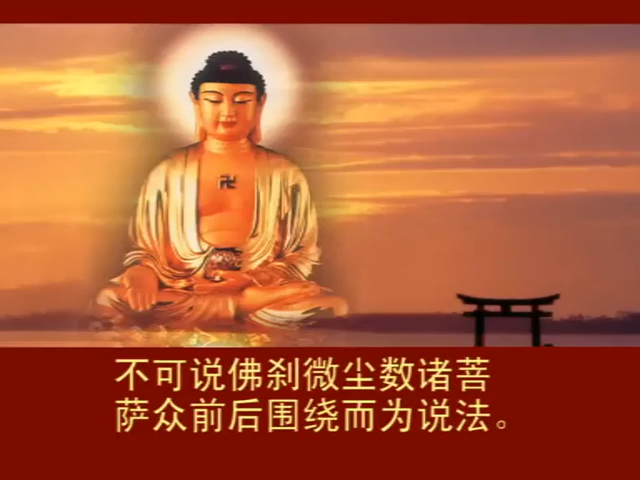 卍
不可说佛刹微尘数诸菩
萨众前后围绕而为说法。